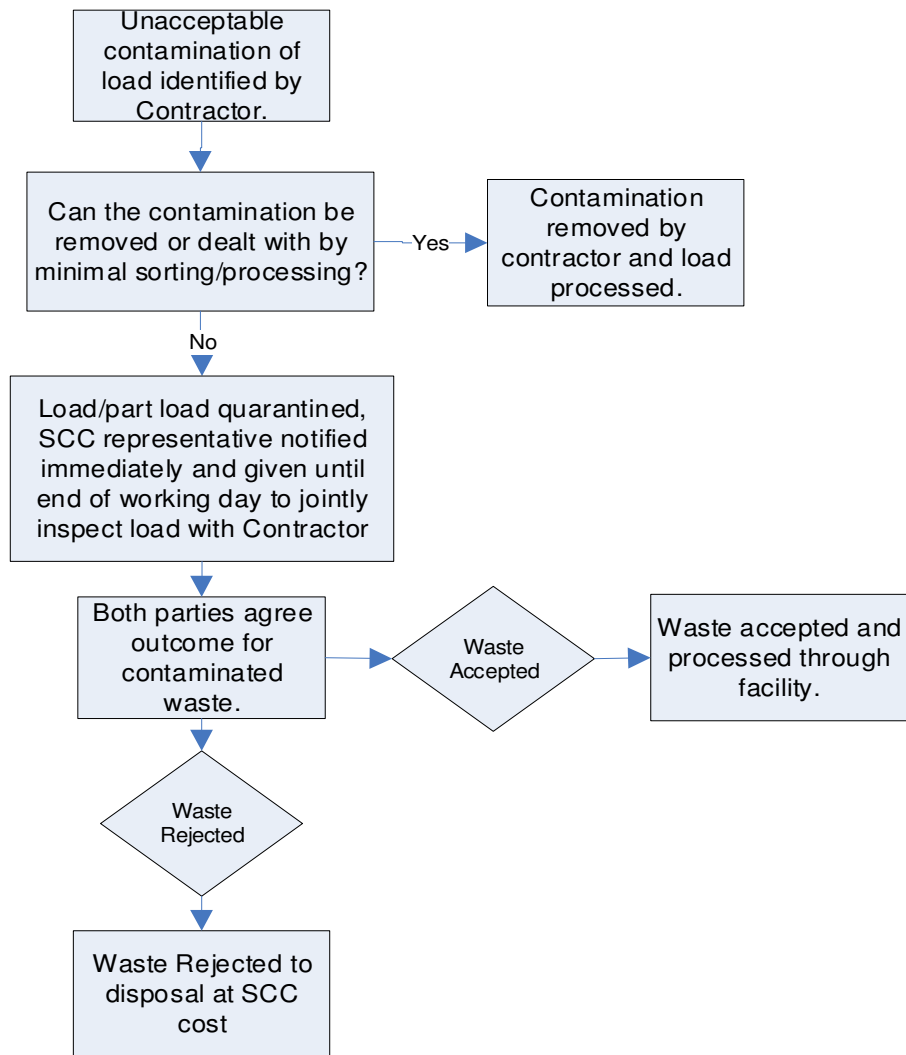 Unacceptable
contamination of
load identified by
Contractor.
Can the contamination be
removed or dealt with by
minimal sorting/processing?
Yes
Contamination
removed by
contractor and load
processed.
No
Load/part load quarantined,
SCC representative notified
immediately and given until
end of working day to jointly
inspect load with Contractor
Both parties agree
outcome for
contaminated
waste.
Waste
Accepted
Waste accepted and
processed through
facility.
Waste
Rejected
Waste Rejected to
disposal at SCC
cost